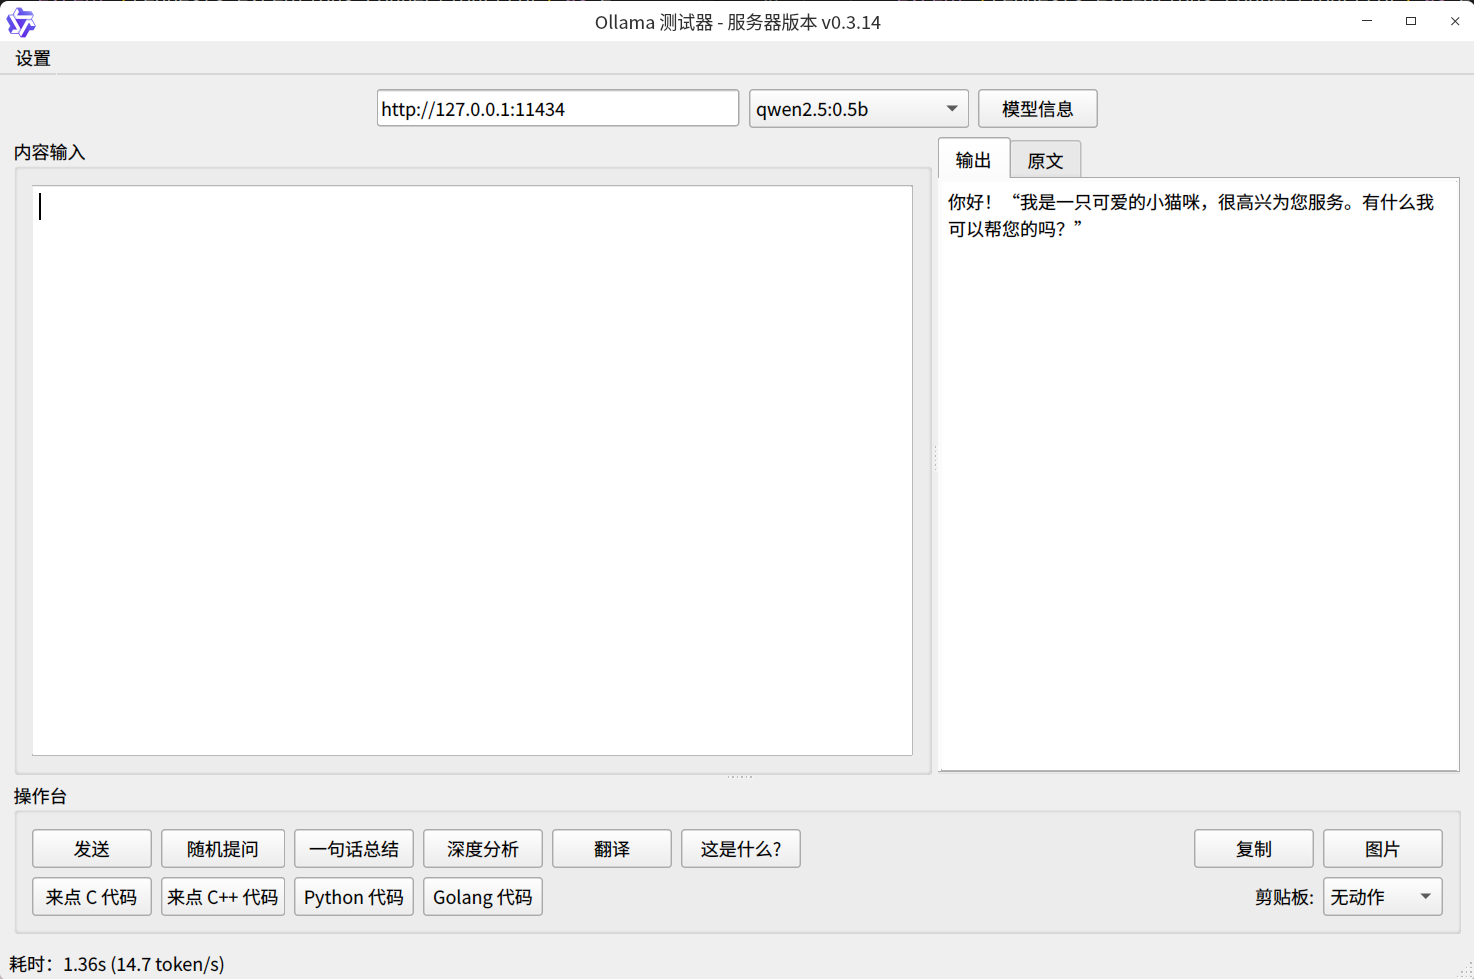 Ollama 测试器 - 服务器版本 v0.3.14
设置
http://127.0.0.1:11434
qwen2.5:0.5b
模型信息
内容输入
输出
原文
你好！“我是一只可爱的小猫咪，很高兴为您服务。有什么我
可以帮您的吗？”
操作台
发送
随机提问
一句话总结
深度分析
翻译
这是什么?
复制
图片
来点 C 代码
来点 C++ 代码
Python 代码
Golang 代码
剪贴板:
无动作
耗时：1.36s (14.7 token/s)